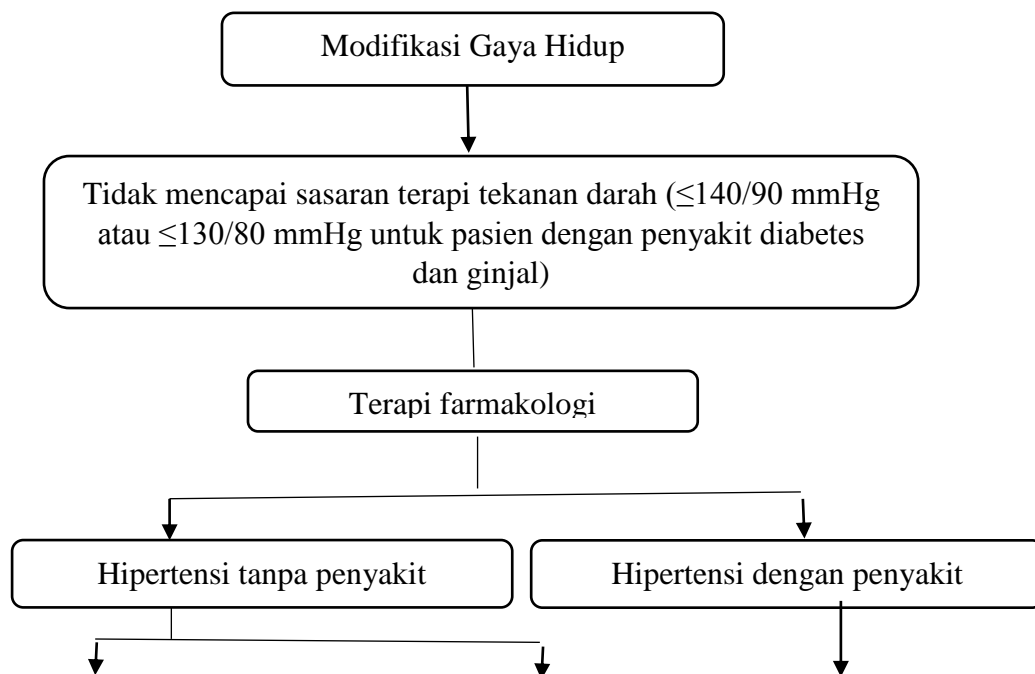 Modifikasi Gaya Hidup
Tidak mencapai sasaran terapi tekanan darah (≤140/90 mmHg
atau ≤130/80 mmHg untuk pasien dengan penyakit diabetes
dan ginjal)
Terapi farmakologi
Hipertensi tanpa penyakit
Hipertensi dengan penyakit